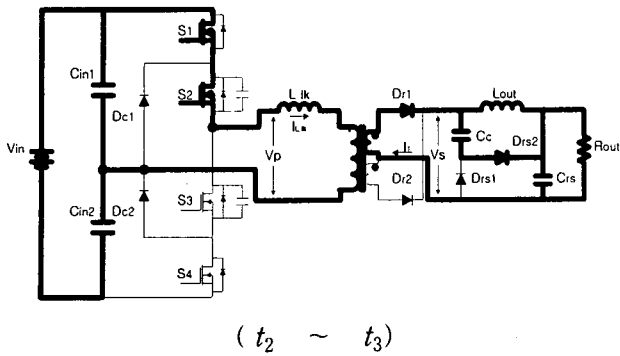 S1
Cin1
S2
L lk
Dr1
Lout
Dc1
Cc
Drs2
Vin
Vp
Vs
Rout
I1
Dr2
Drs1
Crs
Cin2
Dc2
S3
S4
( t2 ~ t3)